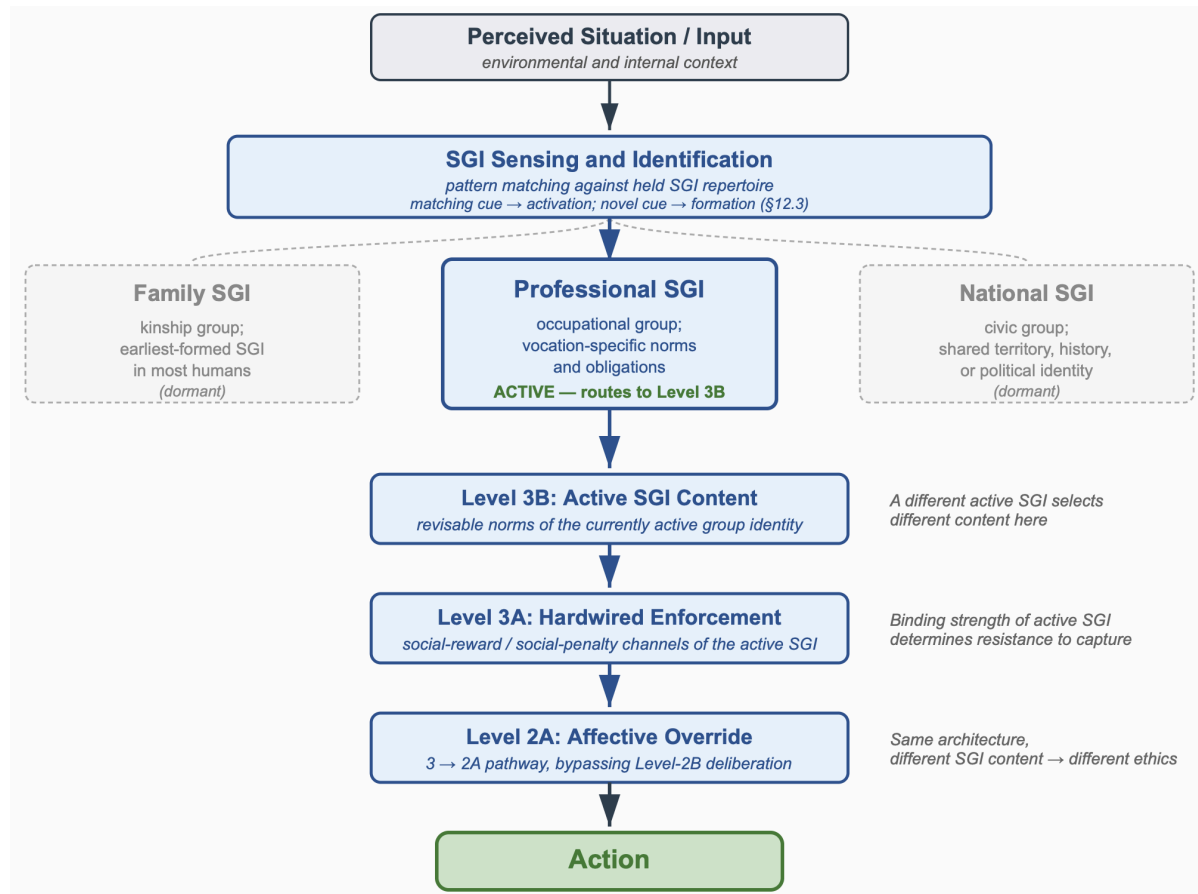 Perceived Situation / Input
environmental and internal context
SGI Sensing and Identification
pattern matching against held SGI repertoire
matching cue → activation; novel cue → formation (§12.3)
Family SGI
kinship group;
earliest-formed SGI
in most humans
(dormant)
Professional SGI
occupational group;
vocation-specific norms
and obligations
ACTIVE — routes to Level 3B
National SGI
civic group;
shared territory, history,
or political identity
(dormant)
Level 3B: Active SGI Content
revisable norms of the currently active group identity
A different active SGI selects
different content here
Level 3A: Hardwired Enforcement
social-reward / social-penalty channels of the active SGI
Binding strength of active SGI
determines resistance to capture
Level 2A: Affective Override
3 → 2A pathway, bypassing Level-2B deliberation
Same architecture,
different SGI content → different ethics
Action